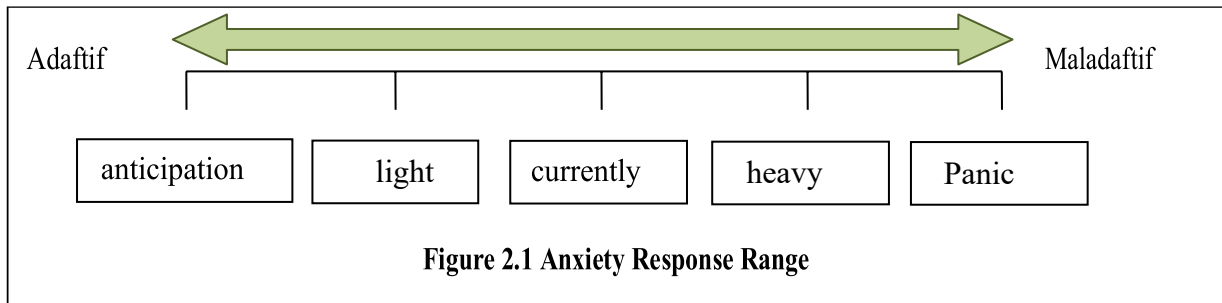 Adaftif
Maladaftif
anticipation
light
currently
heavy
Panic
Figure 2.1 Anxiety Response Range